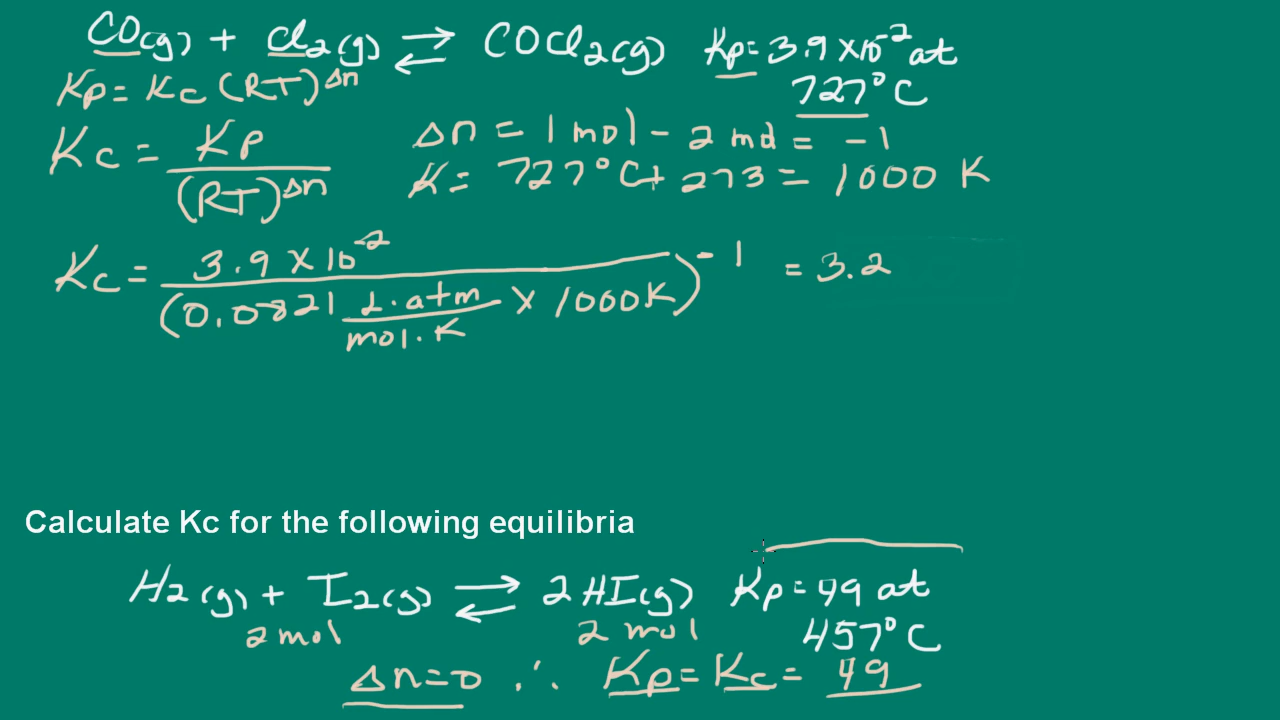 CO(g) + Cl2(g) ⇌ COCl2(g) Kp = 3.9 × 10⁻² at
727°C
Kp = Kc (RT)^Δn
Kc = Kp / (RT)^Δn
Δn = 1 mol - 2 mol = -1
K = 727°C + 273 = 1000 K
Kc = 3.9 × 10⁻² / (0.0821 L·atm / mol·K × 1000K)⁻¹ = 3.2
Calculate Kc for the following equilibria
H2(g) + I2(g) ⇌ 2HI(g) Kp = 49 at
2 mol 2 mol 457°C
Δn = 0 ∴ Kp = Kc = 49